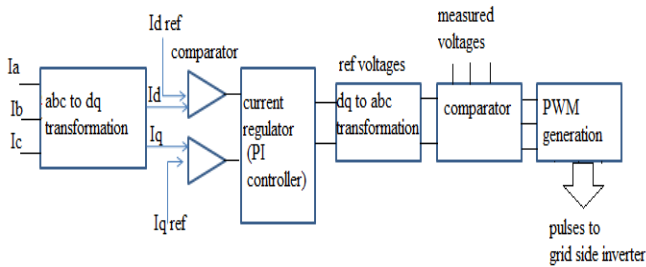 Id ref
comparator
measured
voltages
Ia
Ib
Ic
abc to dq
transformation
Id
Iq
Iq ref
current
regulator
(PI
controller)
ref voltages
dq to abc
transformation
comparator
PWM
generation
pulses to
grid side inverter